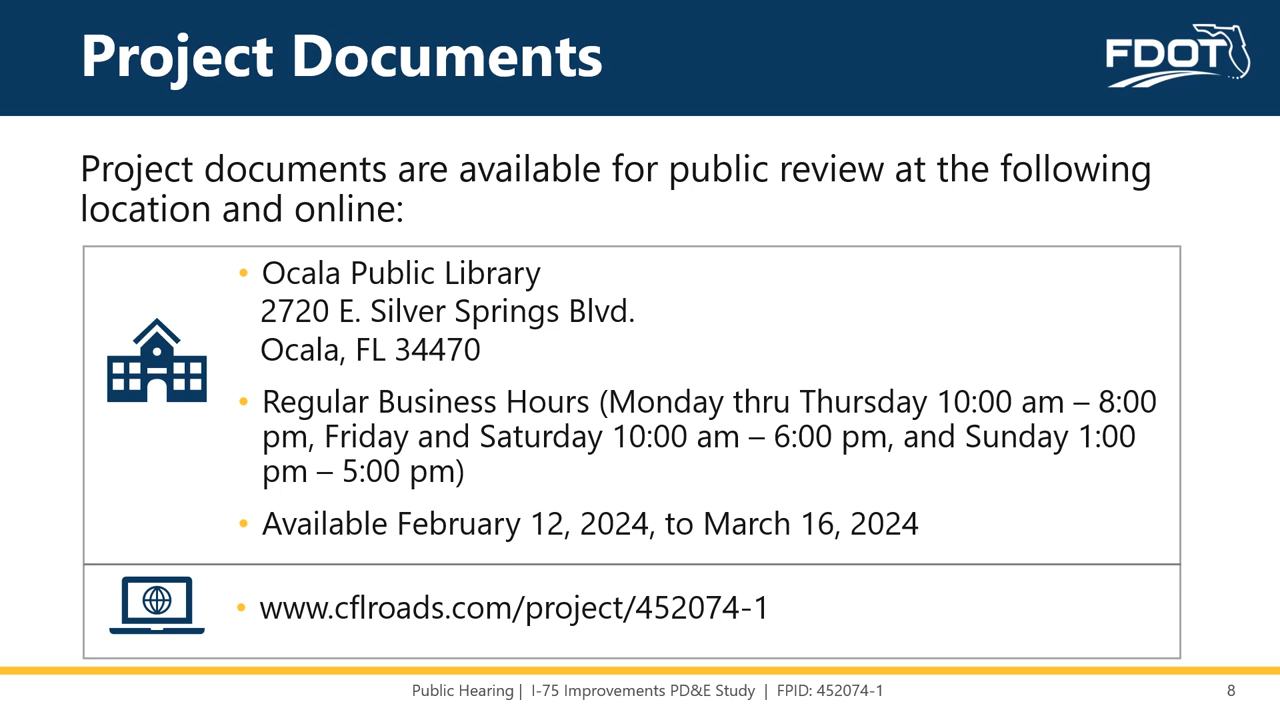 Project Documents
FDOT
Project documents are available for public review at the following
location and online:
• Ocala Public Library
2720 E. Silver Springs Blvd.
Ocala, FL 34470
• Regular Business Hours (Monday thru Thursday 10:00 am – 8:00
pm, Friday and Saturday 10:00 am – 6:00 pm, and Sunday 1:00
pm – 5:00 pm)
• Available February 12, 2024, to March 16, 2024
• www.cflroads.com/project/452074-1
Public Hearing | I-75 Improvements PD&E Study | FPID: 452074-1
8